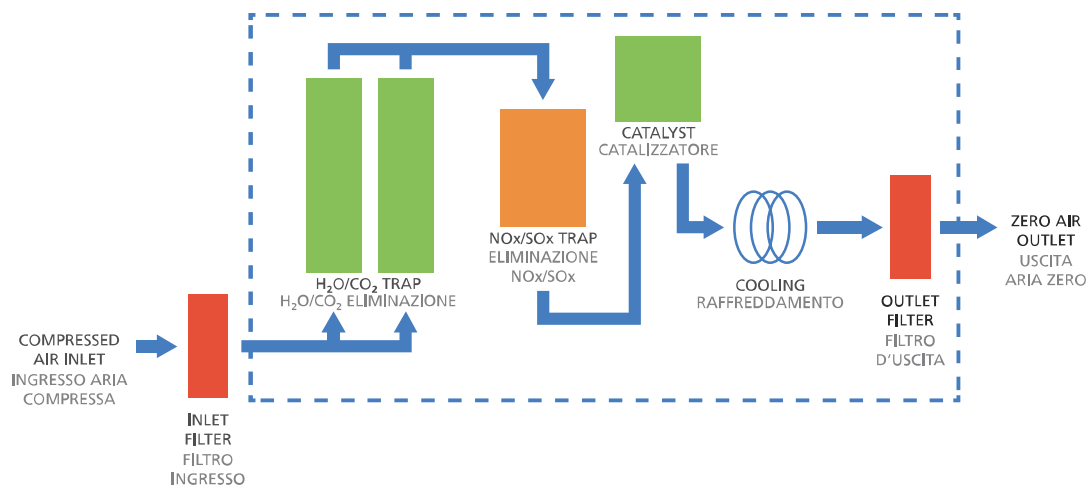 COMPRESSED
AIR INLET
INGRESSO ARIA
COMPRESSA
INLET
FILTER
FILTRO
INGRESSO
H₂O/CO₂ TRAP
H₂O/CO₂ ELIMINAZIONE
NOx/SOx TRAP
ELIMINAZIONE
NOx/SOx
CATALYST
CATALIZZATORE
COOLING
RAFFREDDAMENTO
OUTLET
FILTER
FILTRO
D'USCITA
ZERO AIR
OUTLET
USCITA
ARIA ZERO